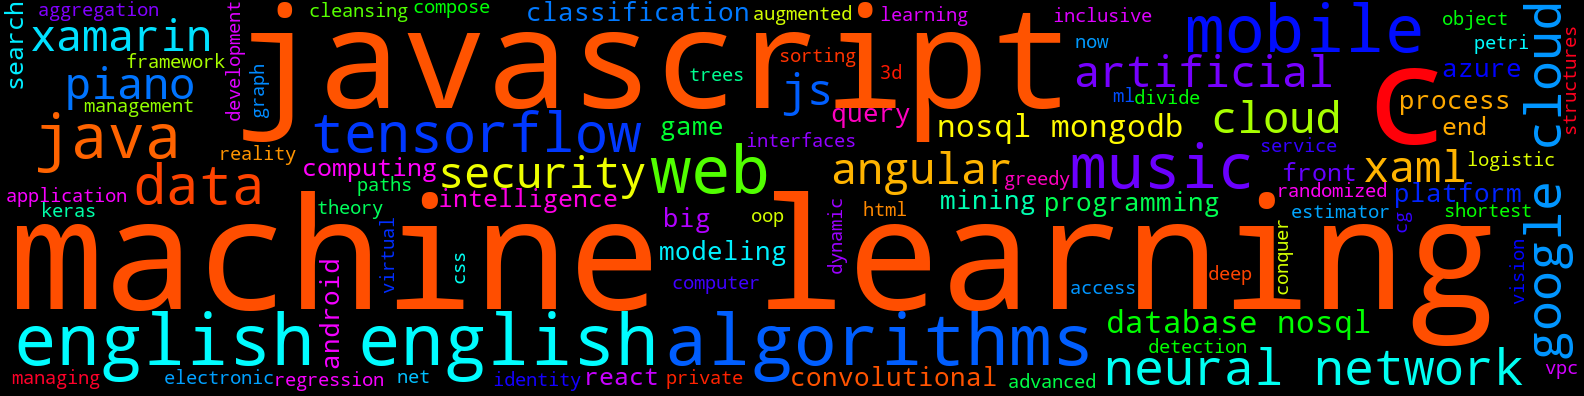 aggregation
cleansing
compose
classification
augmented
learning
inclusive
object
search
xamarin
javascript
mobile
now
petri
cloud
structures
framework
development
graph
piano
management
trees
sorting
3d
js
artificial
azure
ml
divide
query
process
C
java
tensorflow
game
nosql mongodb
cloud
end
reality
interfaces
service
computing
security
web
angular
greedy
music
front
xaml
logistic
application
data
paths
intelligence
mining
programming
randomized
platform
keras
theory
big
oop
html
estimator
cg
shortest
google
machine learning
virtual
css
modeling
dynamic
conquer
vision
android
computer
deep
access
english english
algorithms
database nosql
detection
neural network
managing
electronic
regression
net
identity
react
private
convolutional
advanced
vpc